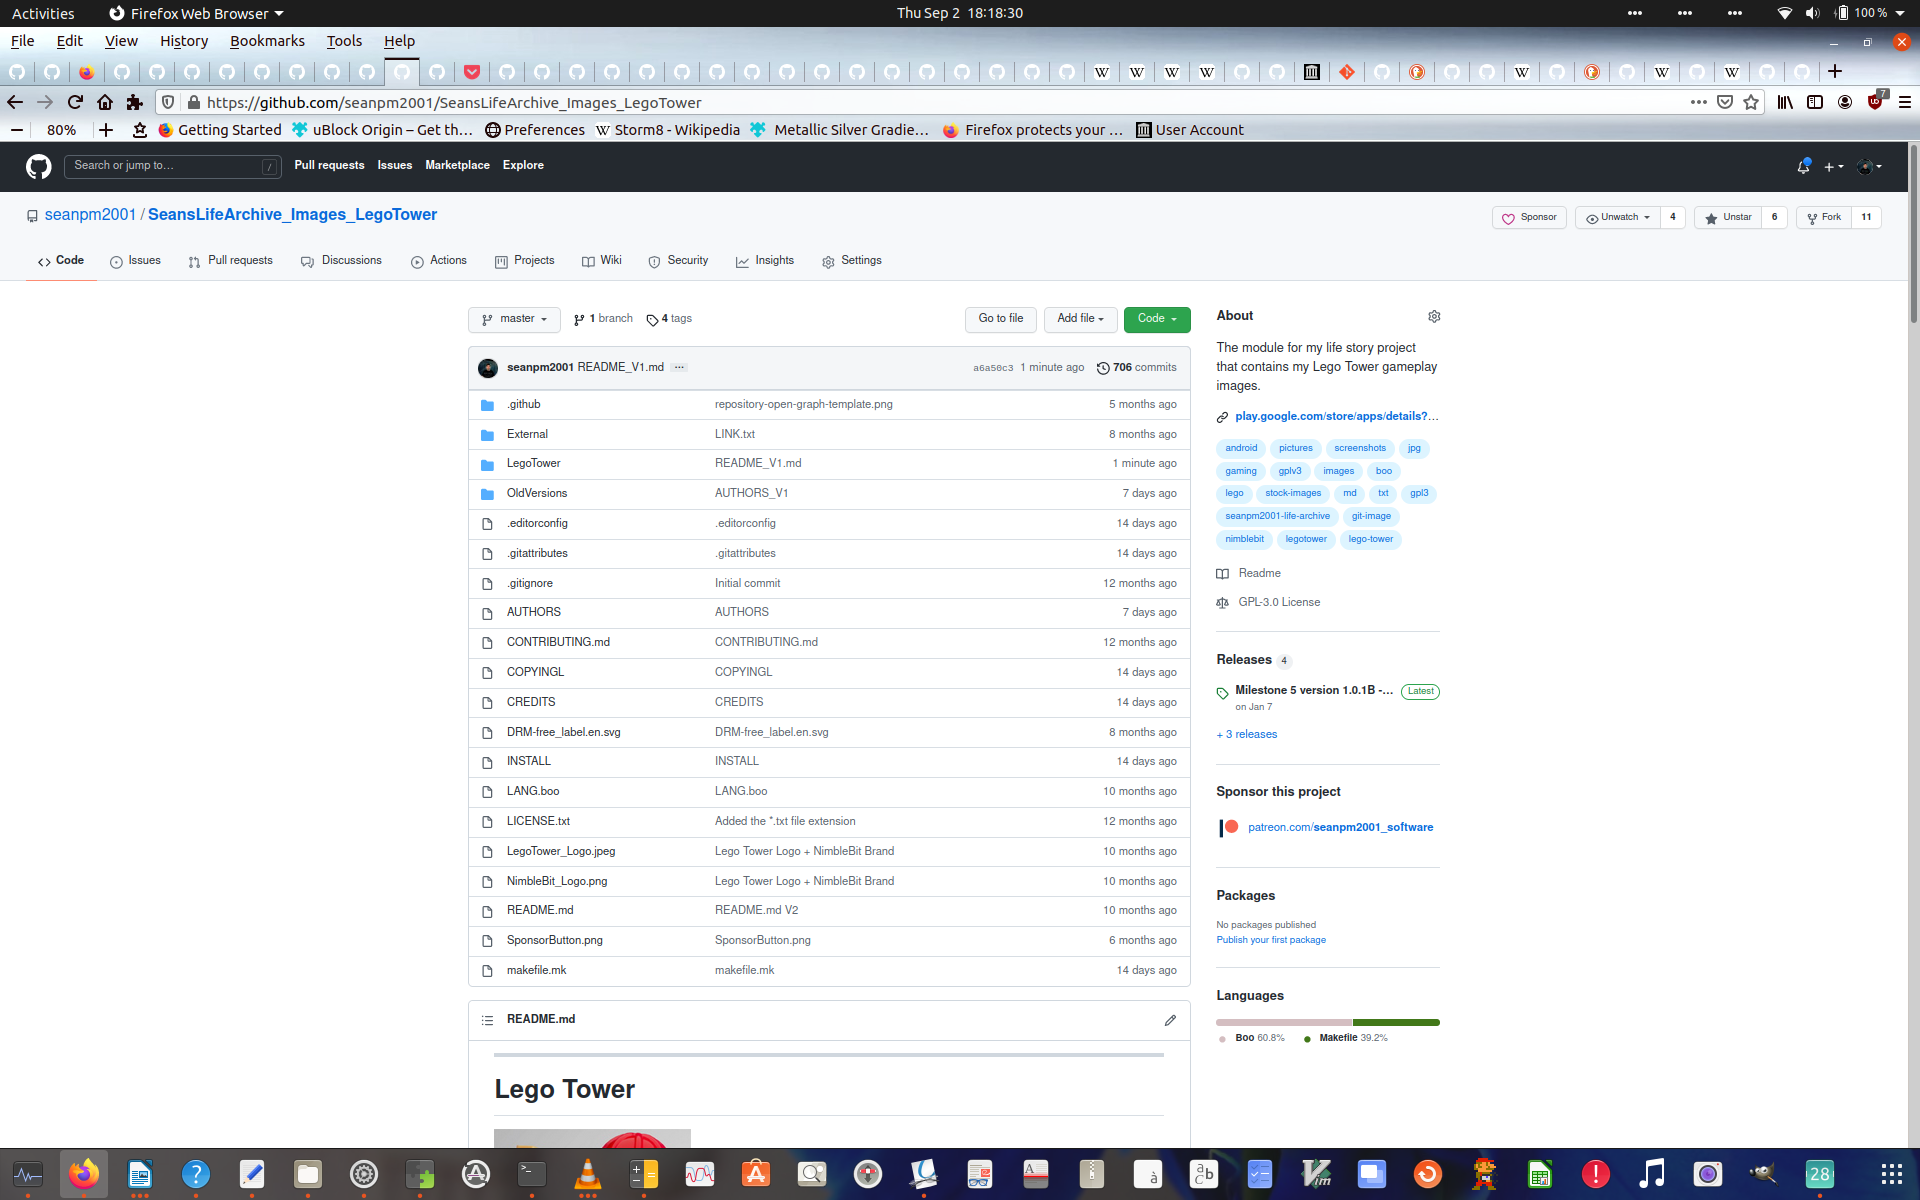 Activities Firefox Web Browser Thu Sep 2 18:18:30 100 %
File Edit View History Bookmarks Tools Help
https://github.com/seanpm2001/SeansLifeArchive_Images_LegoTower 7
80% Getting Started uBlock Origin – Get th… Preferences Storm8 - Wikipedia Metallic Silver Gradie… Firefox protects your … User Account
Search or jump to… / Pull requests Issues Marketplace Explore
seanpm2001 / SeansLifeArchive_Images_LegoTower Sponsor Unwatch 4 Unstar 6 Fork 11
Code Issues Pull requests Discussions Actions Projects Wiki Security Insights Settings
master 1 branch 4 tags Go to file Add file Code
seanpm2001 README_V1.md ... a6a50c3 1 minute ago 706 commits
.github repository-open-graph-template.png 5 months ago
External LINK.txt 8 months ago
LegoTower README_V1.md 1 minute ago
OldVersions AUTHORS_V1 7 days ago
.editorconfig .editorconfig 14 days ago
.gitattributes .gitattributes 14 days ago
.gitignore Initial commit 12 months ago
AUTHORS AUTHORS 7 days ago
CONTRIBUTING.md CONTRIBUTING.md 12 months ago
COPYINGL COPYINGL 14 days ago
CREDITS CREDITS 14 days ago
DRM-free_label.en.svg DRM-free_label.en.svg 8 months ago
INSTALL INSTALL 14 days ago
LANG.boo LANG.boo 10 months ago
LICENSE.txt Added the *.txt file extension 12 months ago
LegoTower_Logo.jpeg Lego Tower Logo + NimbleBit Brand 10 months ago
NimbleBit_Logo.png Lego Tower Logo + NimbleBit Brand 10 months ago
README.md README.md V2 10 months ago
SponsorButton.png SponsorButton.png 6 months ago
makefile.mk makefile.mk 14 days ago
README.md
Lego Tower
About
The module for my life story project
that contains my Lego Tower gameplay
images.
play.google.com/store/apps/details?…
android pictures screenshots jpg
gaming gplv3 images boo
lego stock-images md txt gpl3
seanpm2001-life-archive git-image
nimblebit legotower lego-tower
Readme
GPL-3.0 License
Releases 4
Milestone 5 version 1.0.1B -… Latest
on Jan 7
+ 3 releases
Sponsor this project
patreon.com/seanpm2001_software
Packages
No packages published
Publish your first package
Languages
Boo 60.8% Makefile 39.2%
28